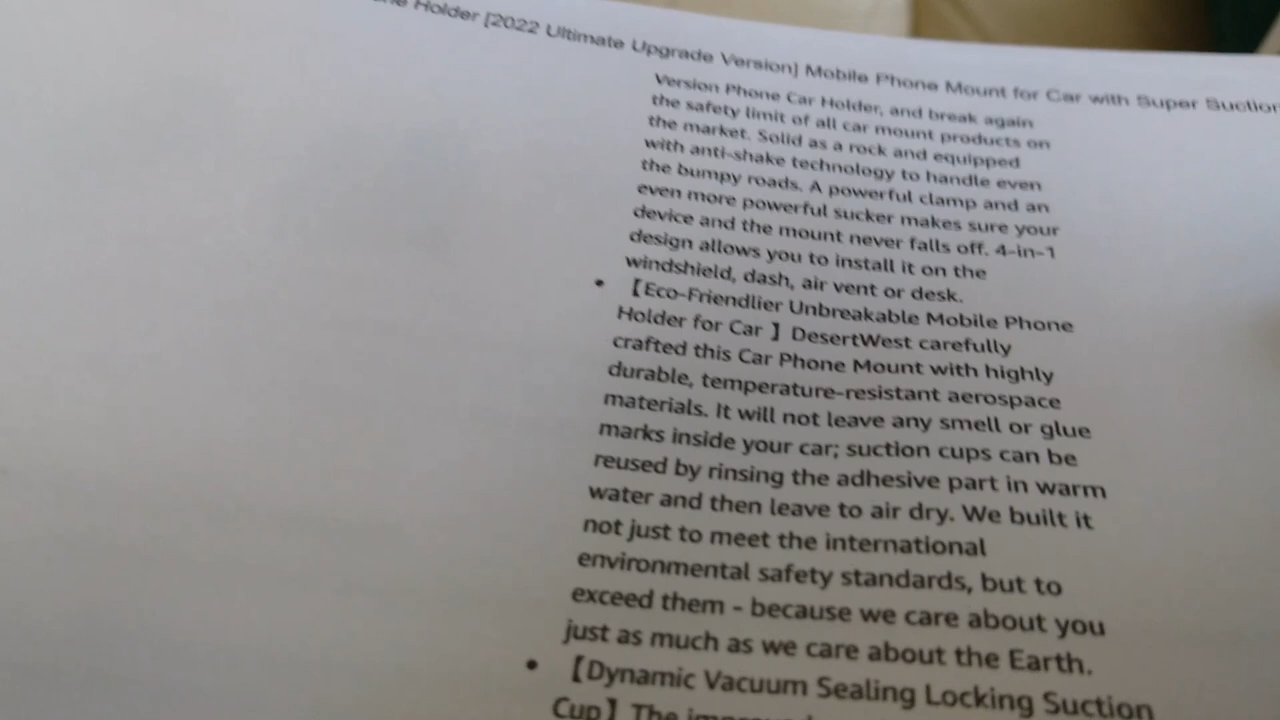 Holder [2022 Ultimate Upgrade Version] Mobile Phone Mount for Car with Super Suction
Version Phone Car Holder, and break again
the safety limit of all car mount products on
the market. Solid as a rock and equipped
with anti-shake technology to handle even
the bumpy roads. A powerful clamp and an
even more powerful sucker makes sure your
device and the mount never falls off. 4-in-1
design allows you to install it on the
windshield, dash, air vent or desk.
• 【Eco-Friendlier Unbreakable Mobile Phone
Holder for Car 】DesertWest carefully
crafted this Car Phone Mount with highly
durable, temperature-resistant aerospace
materials. It will not leave any smell or glue
marks inside your car; suction cups can be
reused by rinsing the adhesive part in warm
water and then leave to air dry. We built it
not just to meet the international
environmental safety standards, but to
exceed them - because we care about you
just as much as we care about the Earth.
• 【Dynamic Vacuum Sealing Locking Suction
Cup】The